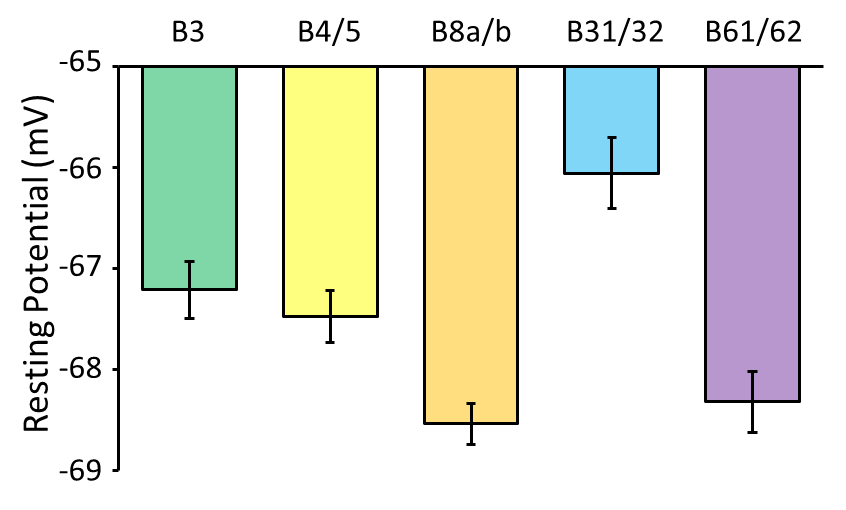 B3 B4/5 B8a/b B31/32 B61/62
-65
-66
-67
-68
-69
Resting Potential (mV)